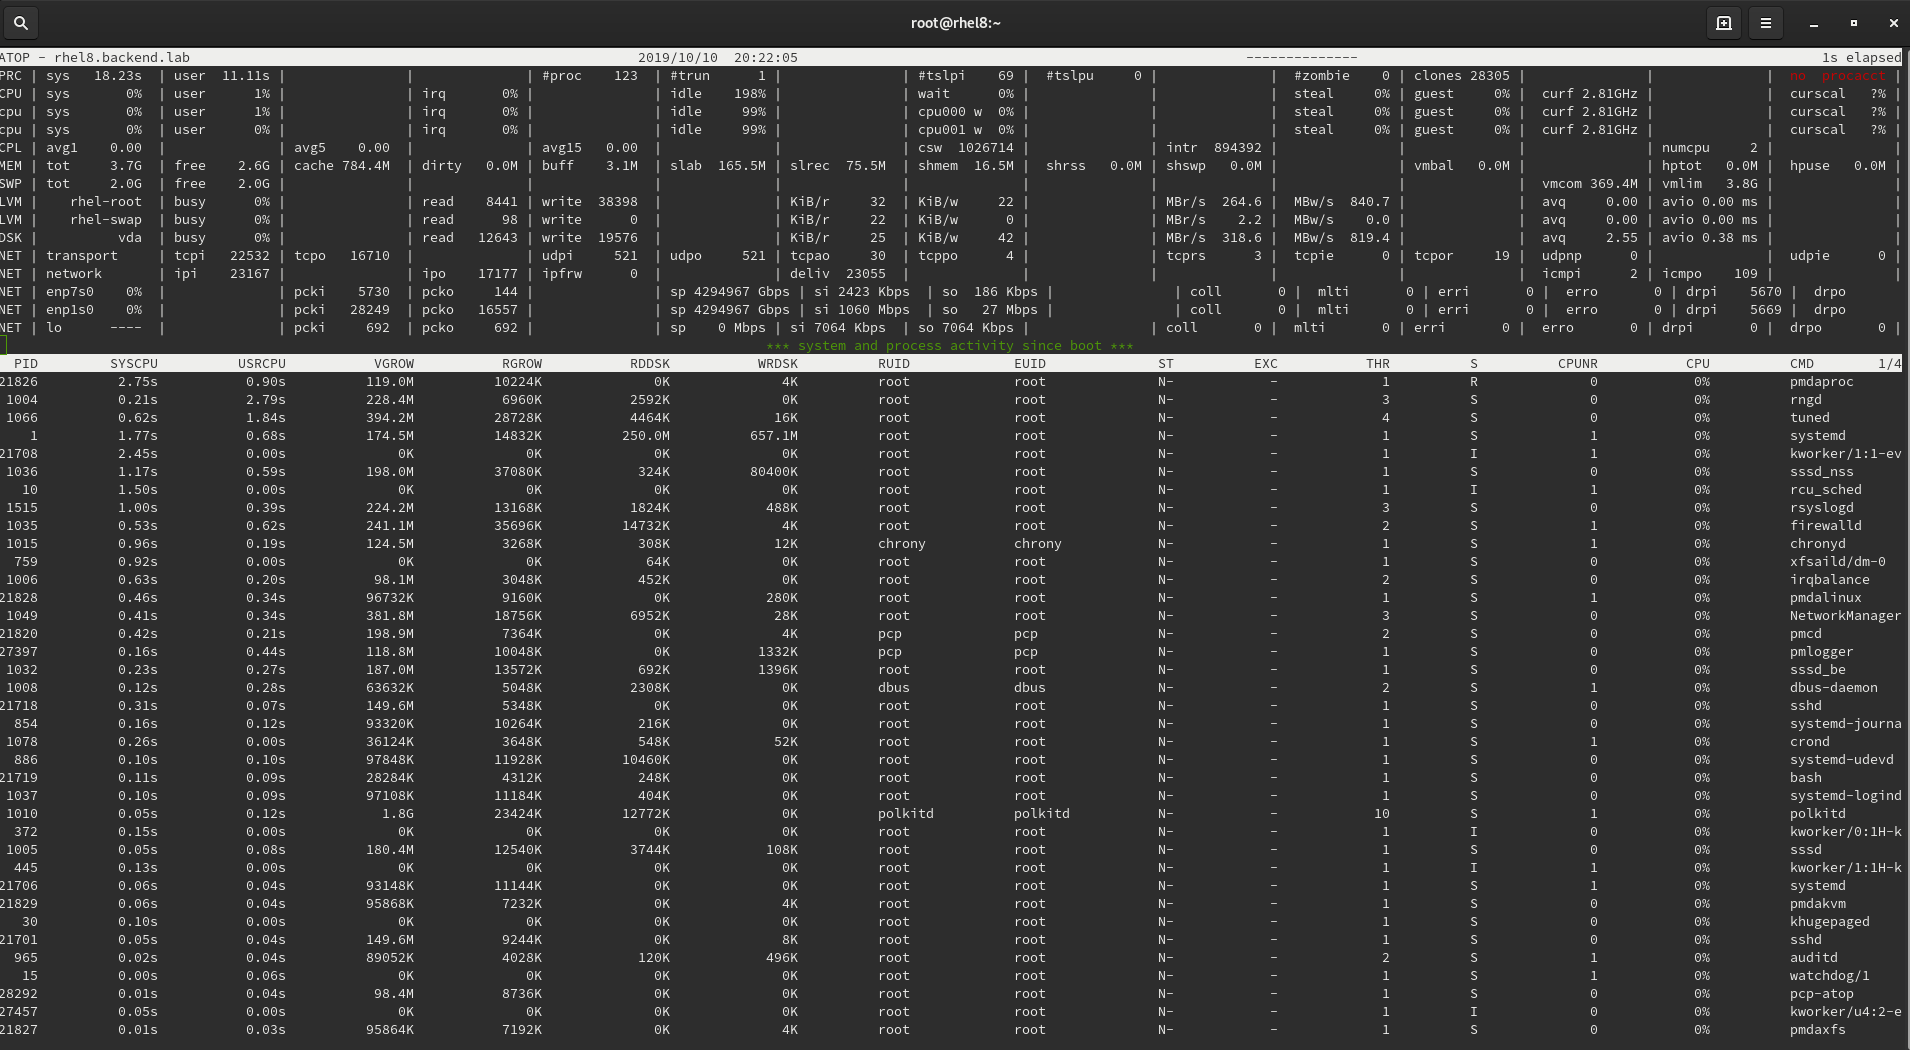 root@rhel8:~
ATOP - rhel8.backend.lab 2019/10/10 20:22:05 -------------- 1s elapsed
PRC | sys 18.23s | user 11.11s | | | #proc 123 | #trun 1 | | #tslpi 69 | #tslpu 0 | | #zombie 0 | clones 28305 | | | no procacct |
CPU | sys 0% | user 1% | | irq 0% | | idle 198% | | wait 0% | | | steal 0% | guest 0% | curf 2.81GHz | | curscal ?% |
cpu | sys 0% | user 1% | | irq 0% | | idle 99% | | cpu000 w 0% | | | steal 0% | guest 0% | curf 2.81GHz | | curscal ?% |
cpu | sys 0% | user 0% | | irq 0% | | idle 99% | | cpu001 w 0% | | | steal 0% | guest 0% | curf 2.81GHz | | curscal ?% |
CPL | avg1 0.00 | | avg5 0.00 | | avg15 0.00 | | | csw 1026714 | | intr 894392 | | | | numcpu 2 | |
MEM | tot 3.7G | free 2.6G | cache 784.4M | dirty 0.0M | buff 3.1M | slab 165.5M | slrec 75.5M | shmem 16.5M | shrss 0.0M | shswp 0.0M | | vmbal 0.0M | | hptot 0.0M | hpuse 0.0M |
SWP | tot 2.0G | free 2.0G | | | | | | | | | | | vmcom 369.4M | vmlim 3.8G | |
LVM | rhel-root | busy 0% | | read 8441 | write 38398 | | KiB/r 32 | KiB/w 22 | | MBr/s 264.6 | MBw/s 840.7 | | avq 0.00 | avio 0.00 ms | |
LVM | rhel-swap | busy 0% | | read 98 | write 0 | | KiB/r 22 | KiB/w 0 | | MBr/s 2.2 | MBw/s 0.0 | | avq 0.00 | avio 0.00 ms | |
DSK | vda | busy 0% | | read 12643 | write 19576 | | KiB/r 25 | KiB/w 42 | | MBr/s 318.6 | MBw/s 819.4 | | avq 2.55 | avio 0.38 ms | |
NET | transport | tcpi 22532 | tcpo 16710 | | udpi 521 | udpo 521 | tcpao 30 | tcppo 4 | | tcprs 3 | tcpie 0 | tcpor 19 | udpnp 0 | | udpie 0 |
NET | network | ipi 23167 | | ipo 17177 | ipfrw 0 | | deliv 23055 | | | | | | icmpi 2 | icmpo 109 | |
NET | enp7s0 0% | | pcki 5730 | pcko 144 | | sp 4294967 Gbps | si 2423 Kbps | so 186 Kbps | | coll 0 | mlti 0 | erri 0 | erro 0 | drpi 5670 | drpo
NET | enp1s0 0% | | pcki 28249 | pcko 16557 | | sp 4294967 Gbps | si 1060 Mbps | so 27 Mbps | | coll 0 | mlti 0 | erri 0 | erro 0 | drpi 5669 | drpo
NET | lo ---- | | pcki 692 | pcko 692 | | sp 0 Mbps | si 7064 Kbps | so 7064 Kbps | | coll 0 | mlti 0 | erri 0 | erro 0 | drpi 0 | drpo 0 |
*** system and process activity since boot ***
PID SYSCPU USRCPU VGROW RGROW RDDSK WRDSK RUID EUID ST EXC THR S CPUNR CPU CMD 1/4
21826 2.75s 0.90s 119.0M 10224K 0K 4K root root N- - 1 R 0 0% pmdaproc
1004 0.21s 2.79s 228.4M 6960K 2592K 0K root root N- - 3 S 0 0% rngd
1066 0.62s 1.84s 394.2M 28728K 4464K 16K root root N- - 4 S 0 0% tuned
1 1.77s 0.68s 174.5M 14832K 250.0M 657.1M root root N- - 1 S 1 0% systemd
21708 2.45s 0.00s 0K 0K 0K 0K root root N- - 1 I 1 0% kworker/1:1-ev
1036 1.17s 0.59s 198.0M 37080K 324K 80400K root root N- - 1 S 0 0% sssd_nss
10 1.50s 0.00s 0K 0K 0K 0K root root N- - 1 I 1 0% rcu_sched
1515 1.00s 0.39s 224.2M 13168K 1824K 488K root root N- - 3 S 0 0% rsyslogd
1035 0.53s 0.62s 241.1M 35696K 14732K 4K root root N- - 2 S 1 0% firewalld
1015 0.96s 0.19s 124.5M 3268K 308K 12K chrony chrony N- - 1 S 1 0% chronyd
759 0.92s 0.00s 0K 0K 64K 0K root root N- - 1 S 0 0% xfsaild/dm-0
1006 0.63s 0.20s 98.1M 3048K 452K 0K root root N- - 2 S 0 0% irqbalance
21828 0.46s 0.34s 96732K 9160K 0K 280K root root N- - 1 S 1 0% pmdalinux
1049 0.41s 0.34s 381.8M 18756K 6952K 28K root root N- - 3 S 0 0% NetworkManager
21820 0.42s 0.21s 198.9M 7364K 0K 4K pcp pcp N- - 2 S 0 0% pmcd
27397 0.16s 0.44s 118.8M 10048K 0K 1332K pcp pcp N- - 1 S 0 0% pmlogger
1032 0.23s 0.27s 187.0M 13572K 692K 1396K root root N- - 1 S 0 0% sssd_be
1008 0.12s 0.28s 63632K 5048K 2308K 0K dbus dbus N- - 2 S 1 0% dbus-daemon
21718 0.31s 0.07s 149.6M 5348K 0K 0K root root N- - 1 S 0 0% sshd
854 0.16s 0.12s 93320K 10264K 216K 0K root root N- - 1 S 0 0% systemd-journa
1078 0.26s 0.00s 36124K 3648K 548K 52K root root N- - 1 S 1 0% crond
886 0.10s 0.10s 97848K 11928K 10460K 0K root root N- - 1 S 0 0% systemd-udevd
21719 0.11s 0.09s 28284K 4312K 248K 0K root root N- - 1 S 0 0% bash
1037 0.10s 0.09s 97108K 11184K 404K 0K root root N- - 1 S 0 0% systemd-logind
1010 0.05s 0.12s 1.8G 23424K 12772K 0K polkitd polkitd N- - 10 S 1 0% polkitd
372 0.15s 0.00s 0K 0K 0K 0K root root N- - 1 I 0 0% kworker/0:1H-k
1005 0.05s 0.08s 180.4M 12540K 3744K 108K root root N- - 1 S 0 0% sssd
445 0.13s 0.00s 0K 0K 0K 0K root root N- - 1 I 1 0% kworker/1:1H-k
21706 0.06s 0.04s 93148K 11144K 0K 0K root root N- - 1 S 1 0% systemd
21829 0.06s 0.04s 95868K 7232K 0K 4K root root N- - 1 S 0 0% pmdakvm
30 0.10s 0.00s 0K 0K 0K 0K root root N- - 1 S 0 0% khugepaged
21701 0.05s 0.04s 149.6M 9244K 0K 8K root root N- - 1 S 0 0% sshd
965 0.02s 0.04s 89052K 4028K 120K 496K root root N- - 2 S 1 0% auditd
15 0.00s 0.06s 0K 0K 0K 0K root root N- - 1 S 1 0% watchdog/1
28292 0.01s 0.04s 98.4M 8736K 0K 0K root root N- - 1 S 0 0% pcp-atop
27457 0.05s 0.00s 0K 0K 0K 0K root root N- - 1 I 0 0% kworker/u4:2-e
21827 0.01s 0.03s 95864K 7192K 0K 4K root root N- - 1 S 0 0% pmdaxfs